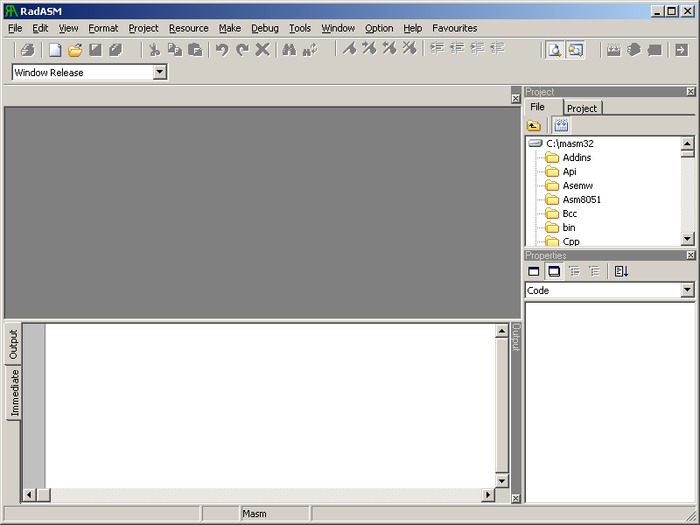 RadASM
File Edit View Format Project Resource Make Debug Tools Window Option Help Favourites
Window Release
Project
File Project
C:\masm32
Addins
Api
Asemw
Asm8051
Bcc
bin
Cpp
Properties
Code
Output
Immediate
Output
Masm